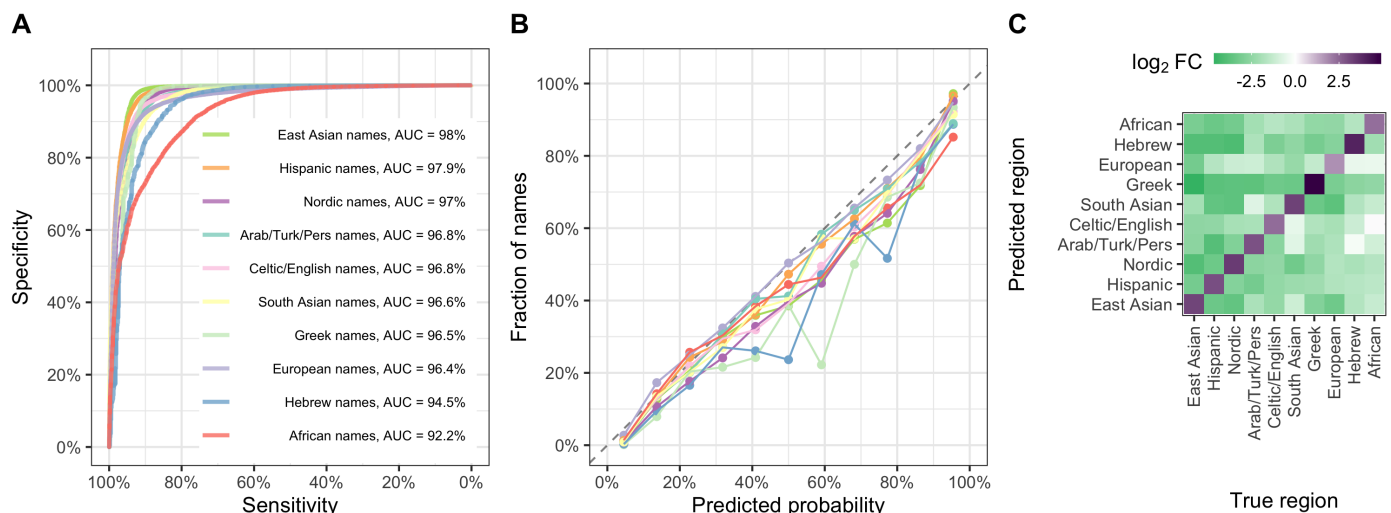 A
B
C
100%
80%
60%
40%
20%
0%
Specificity
East Asian names, AUC = 98%
Hispanic names, AUC = 97.9%
Nordic names, AUC = 97%
Arab/Turk/Pers names, AUC = 96.8%
Celtic/English names, AUC = 96.8%
South Asian names, AUC = 96.6%
Greek names, AUC = 96.5%
European names, AUC = 96.4%
Hebrew names, AUC = 94.5%
African names, AUC = 92.2%
100% 80% 60% 40% 20% 0%
Sensitivity
100%
80%
60%
40%
20%
0%
Fraction of names
0% 20% 40% 60% 80% 100%
Predicted probability
log2 FC
-2.5 0.0 2.5
Predicted region
African
Hebrew
European
Greek
South Asian
Celtic/English
Arab/Turk/Pers
Nordic
Hispanic
East Asian
East Asian
Hispanic
Nordic
Arab/Turk/Pers
Celtic/English
South Asian
Greek
European
Hebrew
African
True region